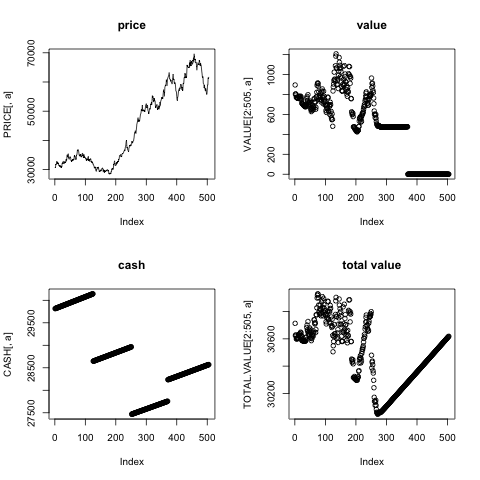 price
PRICE[, a]
30000 50000 70000
0 100 200 300 400 500
Index
value
VALUE[2:505, a]
0 200 600 1000
0 100 200 300 400 500
Index
cash
CASH[, a]
27500 28500 29500
0 100 200 300 400 500
Index
total value
TOTAL.VALUE[2:505, a]
30200 30600
0 100 200 300 400 500
Index